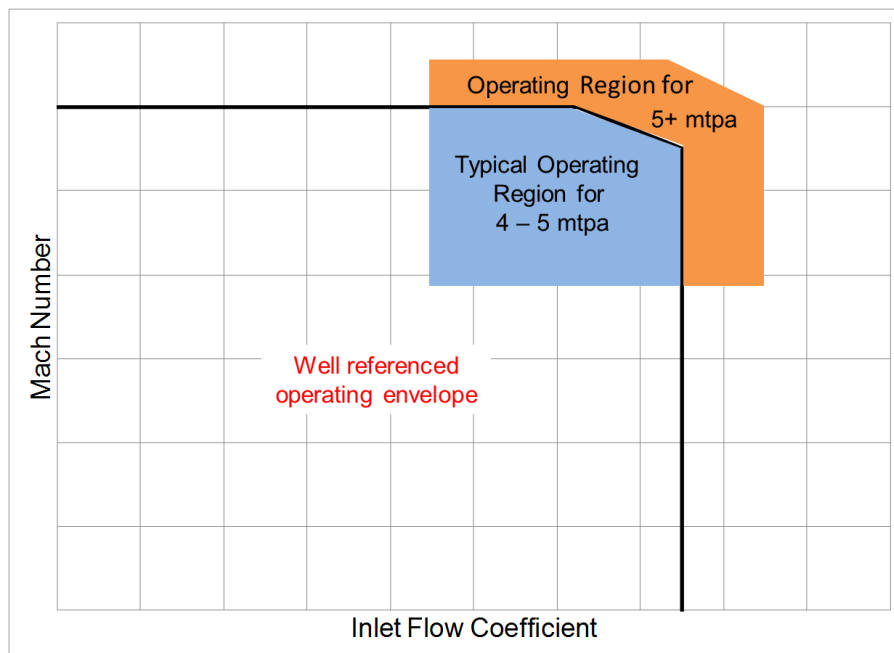 Operating Region for
5+ mtpa
Typical Operating
Region for
4 – 5 mtpa
Mach Number
Well referenced
operating envelope
Inlet Flow Coefficient